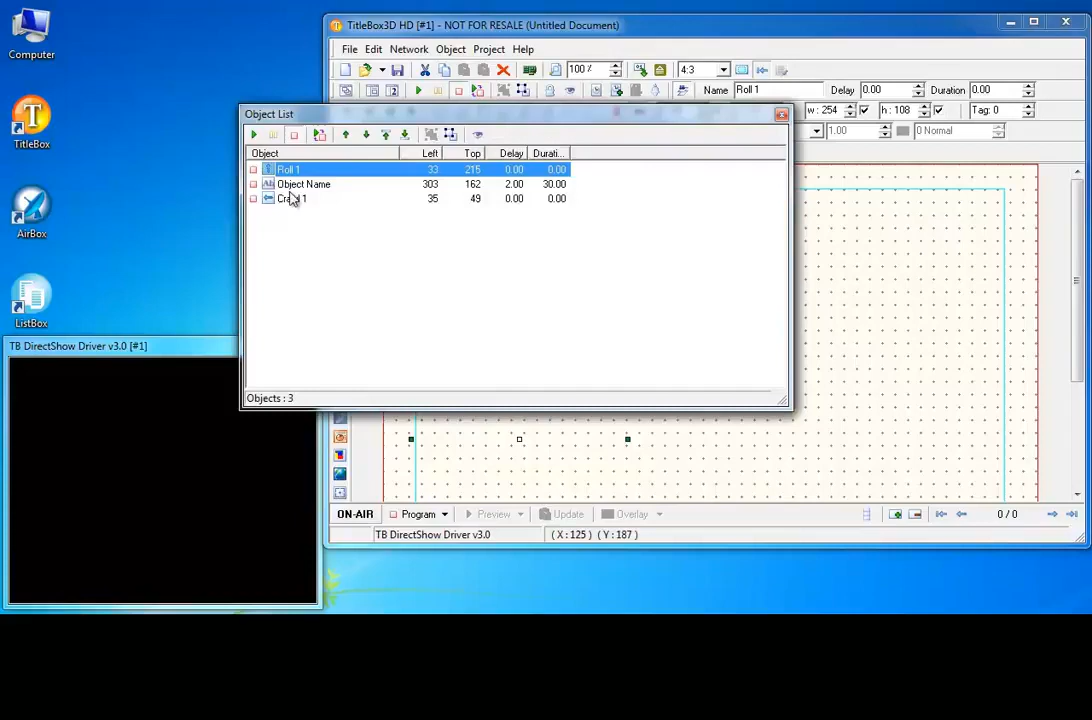 Computer
TitleBox
AirBox
ListBox
TitleBox3D HD [#1] - NOT FOR RESALE (Untitled Document)
File Edit Network Object Project Help
100 % 4:3
Name Roll 1 Delay 0.00 Duration 0.00
w: 254 h: 108 Tag: 0
1.00 0 Normal
Object List
Object Left Top Delay Durati...
Roll 1 33 215 0.00 0.00
Object Name 303 162 2.00 30.00
Crawl 1 35 49 0.00 0.00
Objects : 3
TB DirectShow Driver v3.0 [#1]
ON-AIR Program Preview Update Overlay 0 / 0
TB DirectShow Driver v3.0 ( X : 125 ) ( Y : 187 )